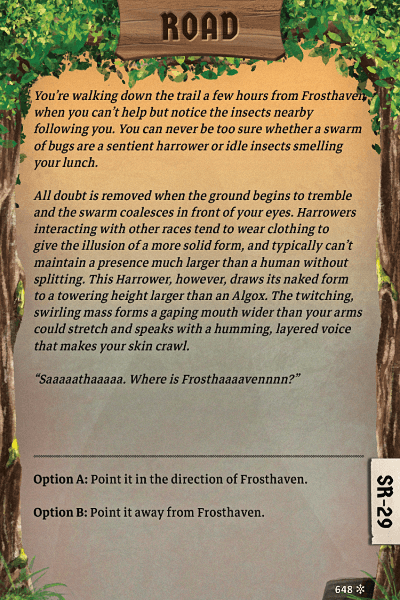 ROAD
You're walking down the trail a few hours from Frosthaven,
when you can't help but notice the insects nearby
following you. You can never be too sure whether a swarm
of bugs are a sentient harrower or idle insects smelling
your lunch.
All doubt is removed when the ground begins to tremble
and the swarm coalesces in front of your eyes. Harrowers
interacting with other races tend to wear clothing to
give the illusion of a more solid form, and typically can't
maintain a presence much larger than a human without
splitting. This Harrower, however, draws its naked form
to a towering height larger than an Algox. The twitching,
swirling mass forms a gaping mouth wider than your arms
could stretch and speaks with a humming, layered voice
that makes your skin crawl.
“Saaaaathaaaaa. Where is Frosthaaaavennnn?”
Option A: Point it in the direction of Frosthaven.
Option B: Point it away from Frosthaven.
SR-29
648